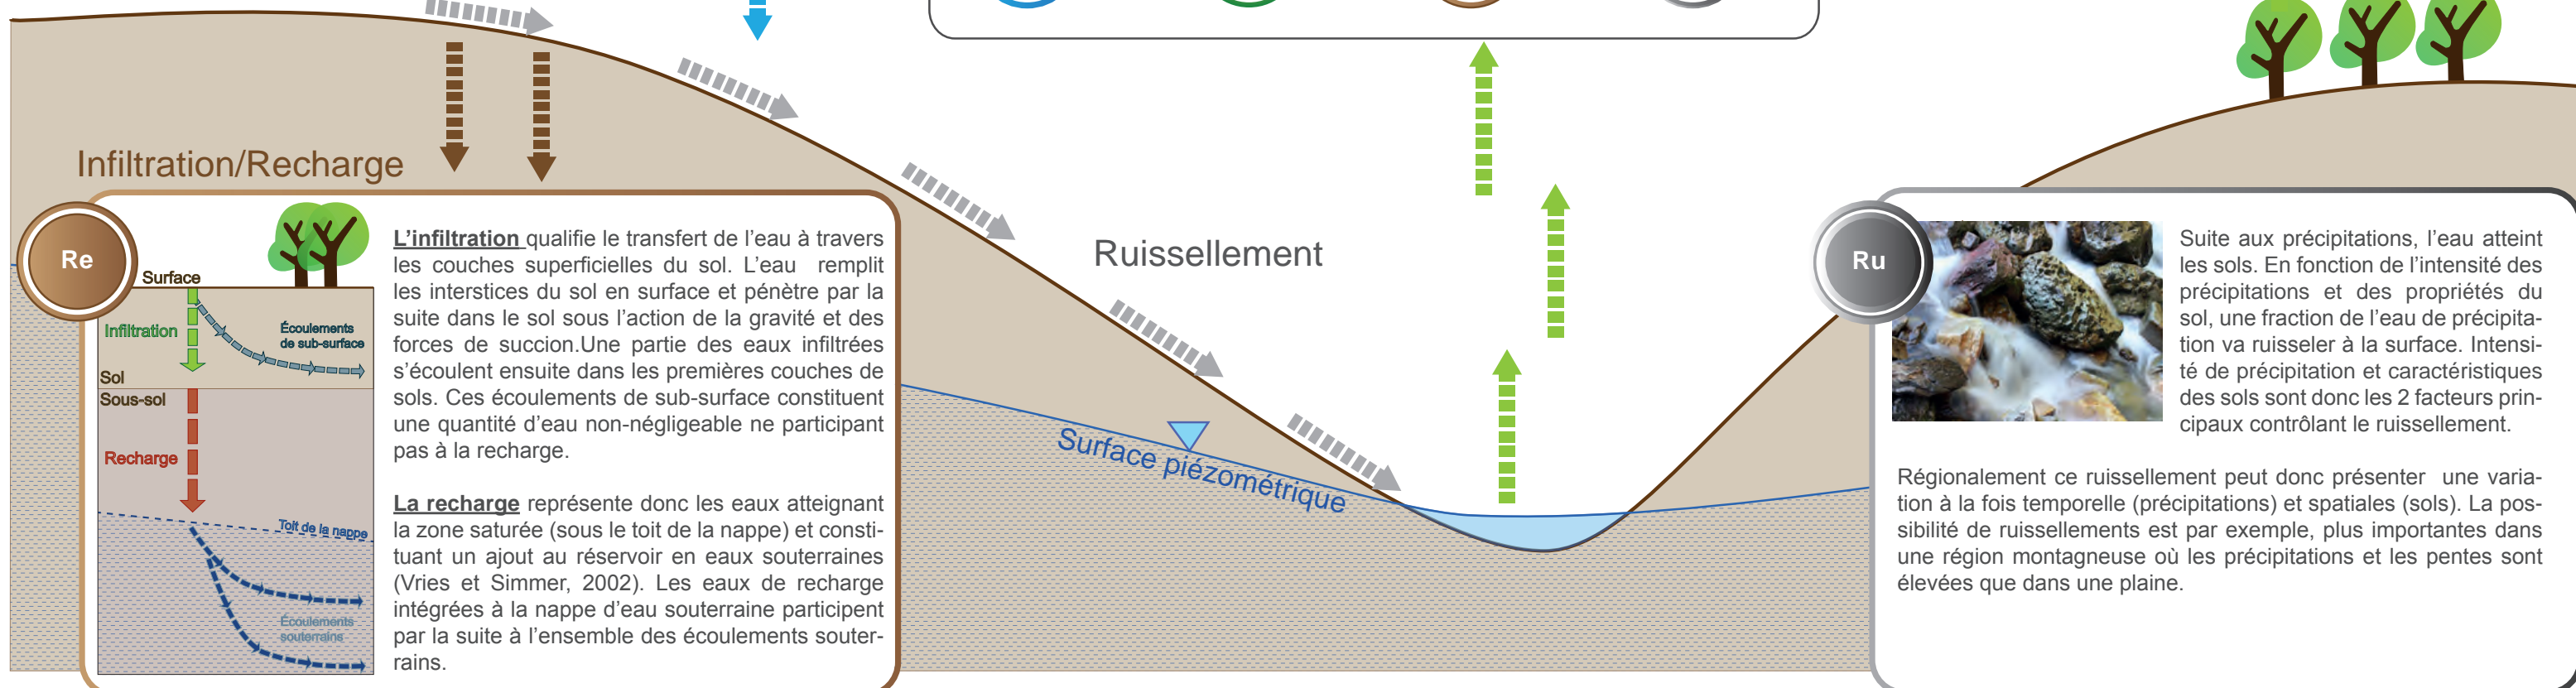 Infiltration/Recharge
Re
Surface
Infiltration
Écoulements
de sub-surface
Sol
Sous-sol
Recharge
Toit de la nappe
Écoulements
souterrains
L’infiltration qualifie le transfert de l’eau à travers
les couches superficielles du sol. L’eau remplit
les interstices du sol en surface et pénètre par la
suite dans le sol sous l’action de la gravité et des
forces de succion.Une partie des eaux infiltrées
s’écoulent ensuite dans les premières couches de
sols. Ces écoulements de sub-surface constituent
une quantité d’eau non-négligeable ne participant
pas à la recharge.
La recharge représente donc les eaux atteignant
la zone saturée (sous le toit de la nappe) et consti-
tuant un ajout au réservoir en eaux souterraines
(Vries et Simmer, 2002). Les eaux de recharge
intégrées à la nappe d’eau souterraine participent
par la suite à l’ensemble des écoulements souter-
rains.
Ruissellement
Surface piézométrique
Ru
Suite aux précipitations, l’eau atteint
les sols. En fonction de l’intensité des
précipitations et des propriétés du
sol, une fraction de l’eau de précipita-
tion va ruisseler à la surface. Intensi-
té de précipitation et caractéristiques
des sols sont donc les 2 facteurs prin-
cipaux contrôlant le ruissellement.
Régionalement ce ruissellement peut donc présenter une varia-
tion à la fois temporelle (précipitations) et spatiales (sols). La pos-
sibilité de ruissellements est par exemple, plus importantes dans
une région montagneuse où les précipitations et les pentes sont
élevées que dans une plaine.